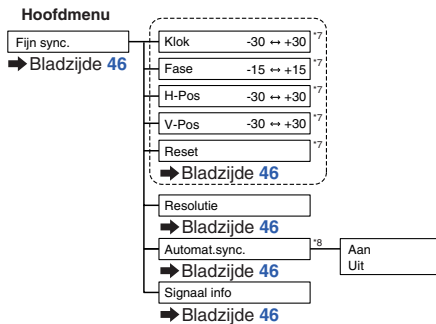 Hoofdmenu
Fijn sync.
➡ Bladzijde 46
Klok -30 ↔ +30 *7
Fase -15 ↔ +15 *7
H-Pos -30 ↔ +30 *7
V-Pos -30 ↔ +30 *7
Reset *7
➡ Bladzijde 46
Resolutie
➡ Bladzijde 46
Automat.sync. *8
Aan
Uit
➡ Bladzijde 46
Signaal info
➡ Bladzijde 46